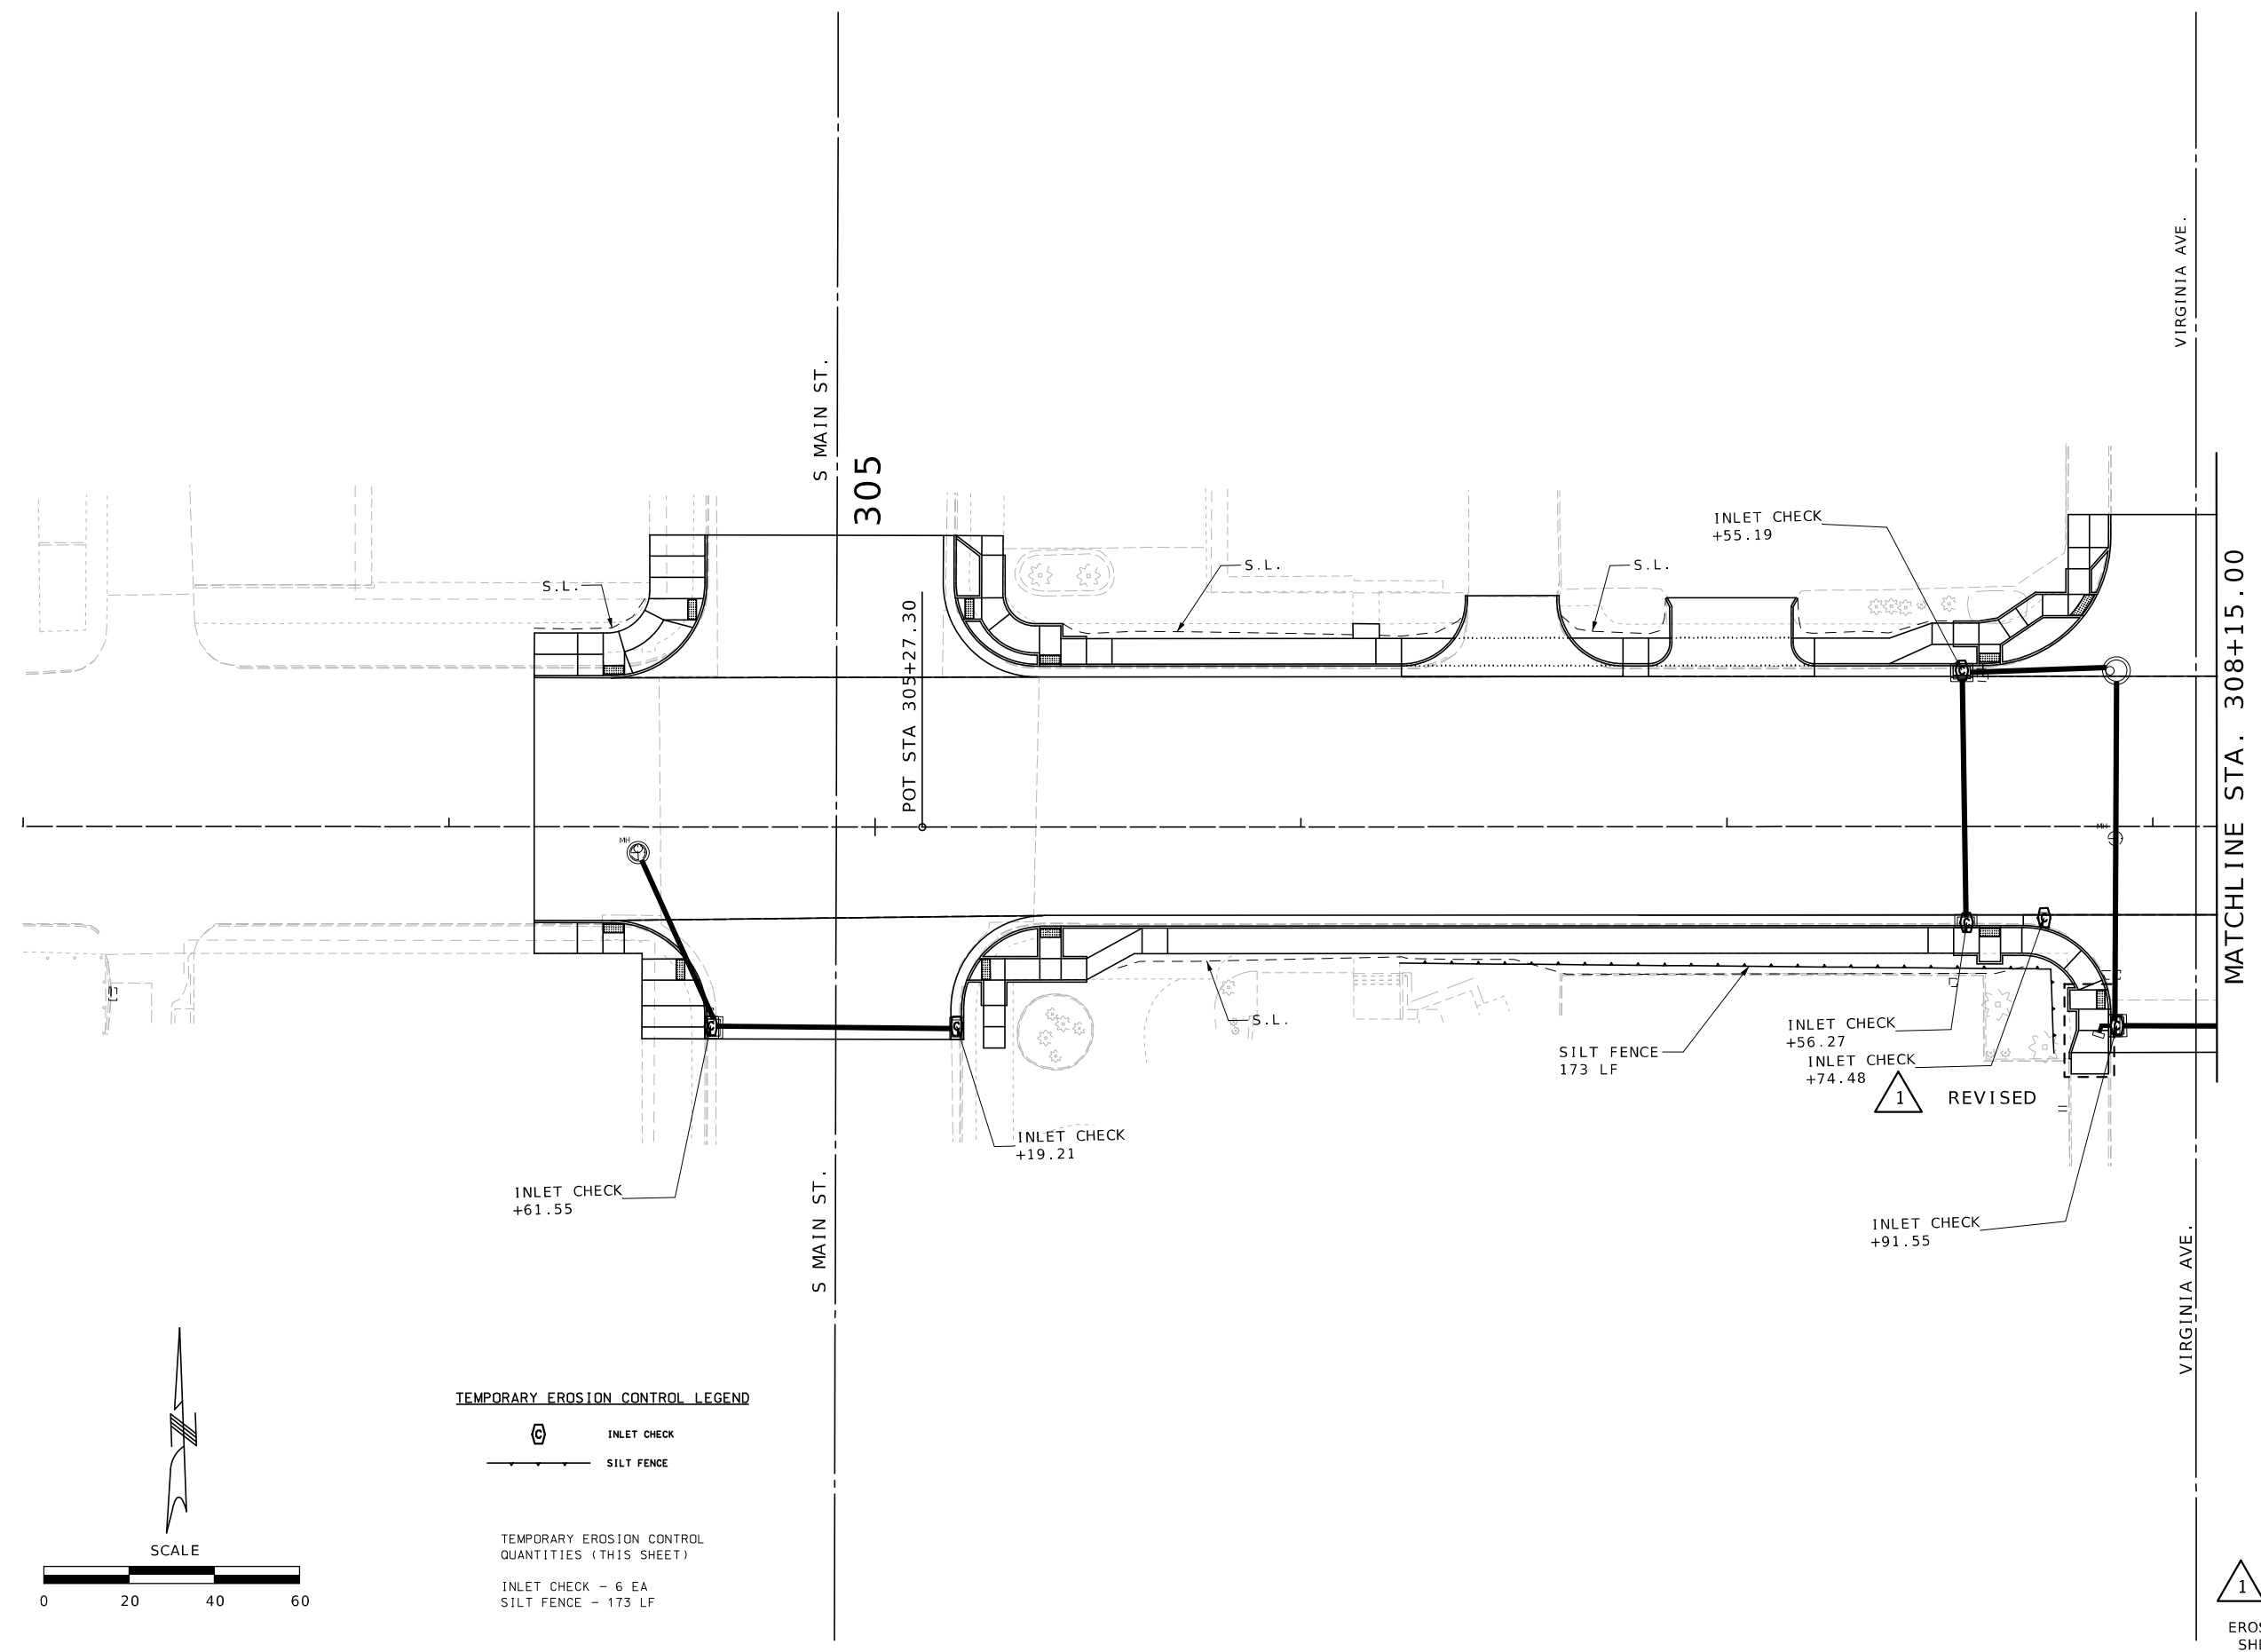 VIRGINIA AVE.
S MAIN ST.
305
INLET CHECK
+55.19
S.L.
S.L.
S.L.
POT STA 305+27.30
MATCHLINE STA. 308+15.00
MH
MH
S.L.
INLET CHECK
+56.27
SILT FENCE
173 LF
INLET CHECK
+74.48
1 REVISED
INLET CHECK
+19.21
INLET CHECK
+61.55
S MAIN ST.
INLET CHECK
+91.55
VIRGINIA AVE.
TEMPORARY EROSION CONTROL LEGEND
C INLET CHECK
SILT FENCE
TEMPORARY EROSION CONTROL
QUANTITIES (THIS SHEET)
INLET CHECK - 6 EA
SILT FENCE - 173 LF
SCALE
0 20 40 60
1